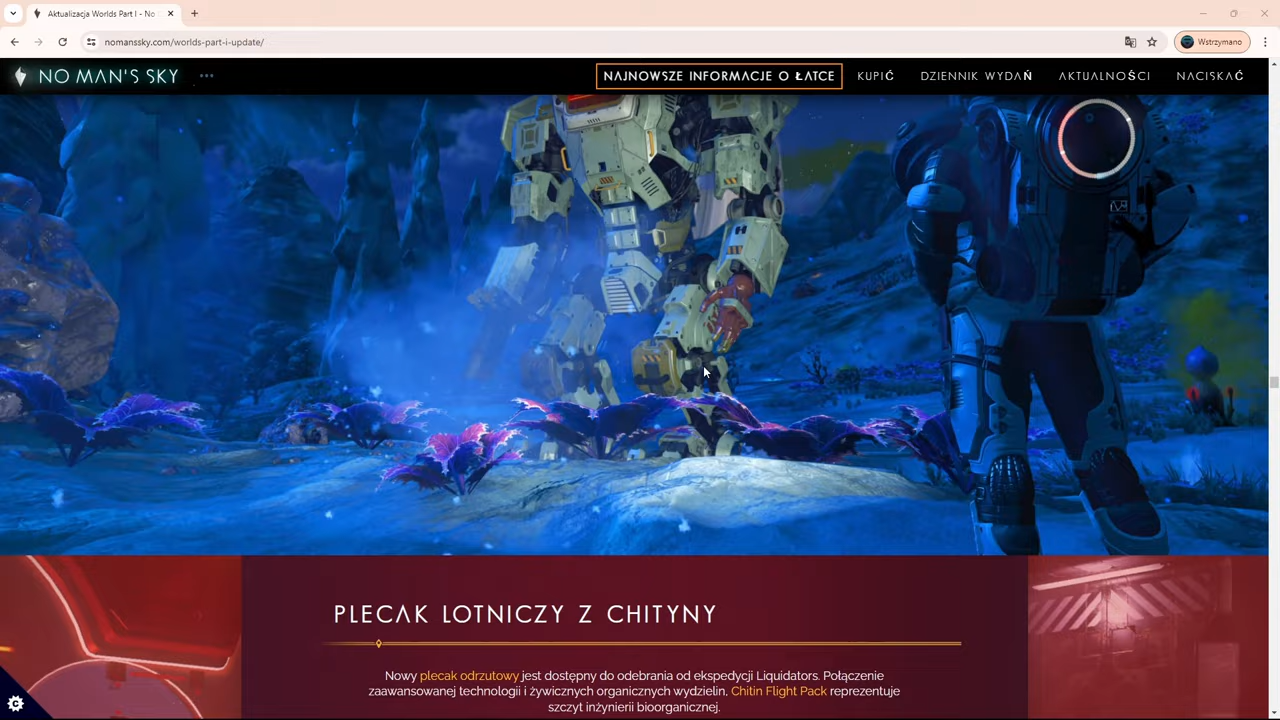 Aktualizacja Worlds Part I - No
nomanssky.com/worlds-part-i-update/
Wstrzymano
NO MAN'S SKY
NAJNOWSZE INFORMACJE O ŁATCE
KUPIĆ
DZIENNIK WYDAŃ
AKTUALNOŚCI
NACISKAĆ
PLECAK LOTNICZY Z CHITYNY
Nowy plecak odrzutowy jest dostępny do odebrania od ekspedycji Liquidators. Połączenie
zaawansowanej technologii i żywicznych organicznych wydzielin, Chitin Flight Pack reprezentuje
szczyt inżynierii bioorganicznej.